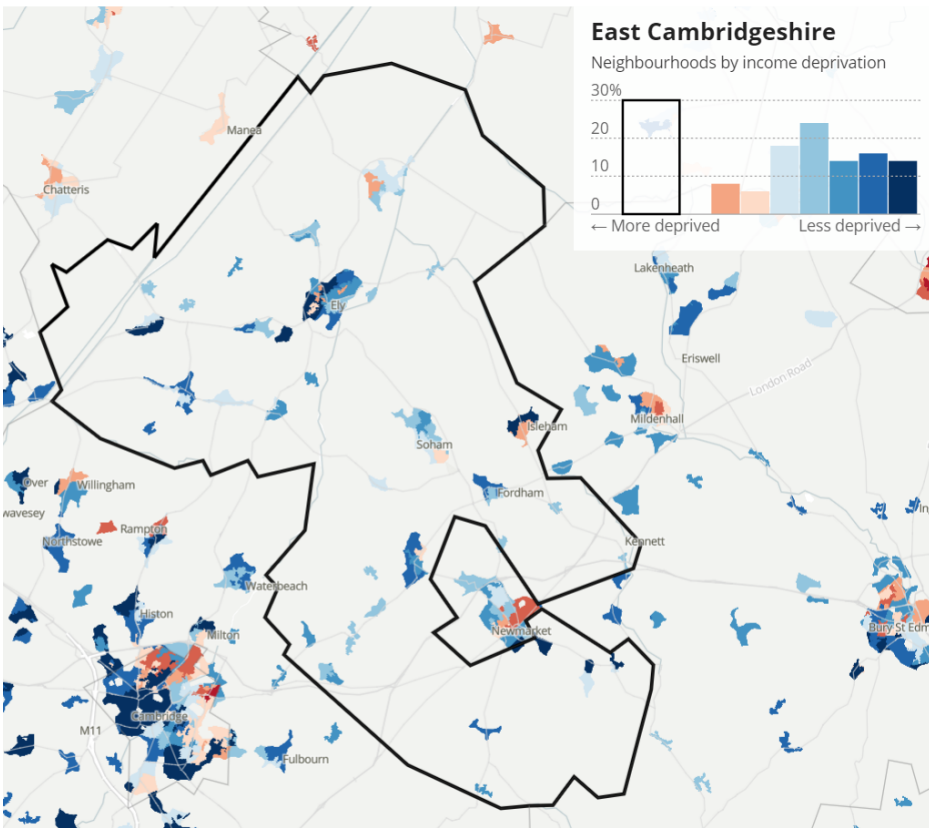 East Cambridgeshire
Neighbourhoods by income deprivation
30%
20
10
0
← More deprived
Less deprived →
Manea
Chatteris
Lakenheath
Ely
Eriswell
London Road
Mildenhall
Isleham
Soham
Over
Willingham
Fordham
wavesey
Rampton
Northstowe
Kennett
Waterbeach
Histon
Milton
Newmarket
Bury St Edm
Cambridge
M11
Fulbourn